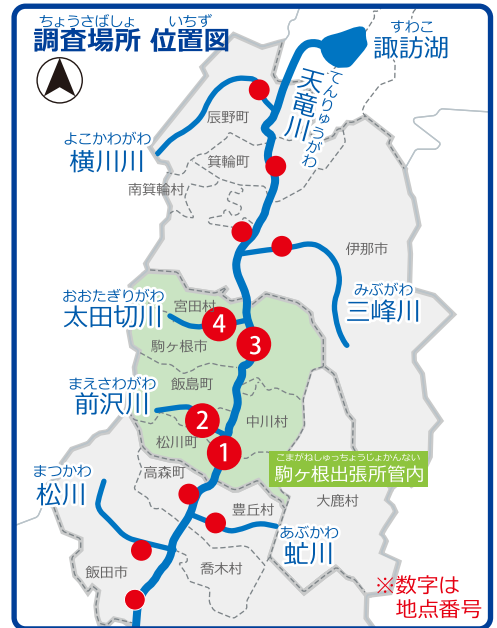 ちょうさばしょ いちず
調査場所 位置図
すわこ
諏訪湖
てんりゅうがわ
天竜川
辰野町
よこかわがわ
横川川
箕輪町
南箕輪村
伊那市
みぶがわ
三峰川
おおたぎりがわ
太田切川
宮田村
4
3
駒ヶ根市
まえさわがわ
前沢川
飯島町
2
中川村
松川町
1
こまがねしゅっちょうじょかんない
駒ヶ根出張所管内
まつかわ
松川
高森町
大鹿村
豊丘村
あぶかわ
虻川
飯田市
喬木村
※数字は
地点番号